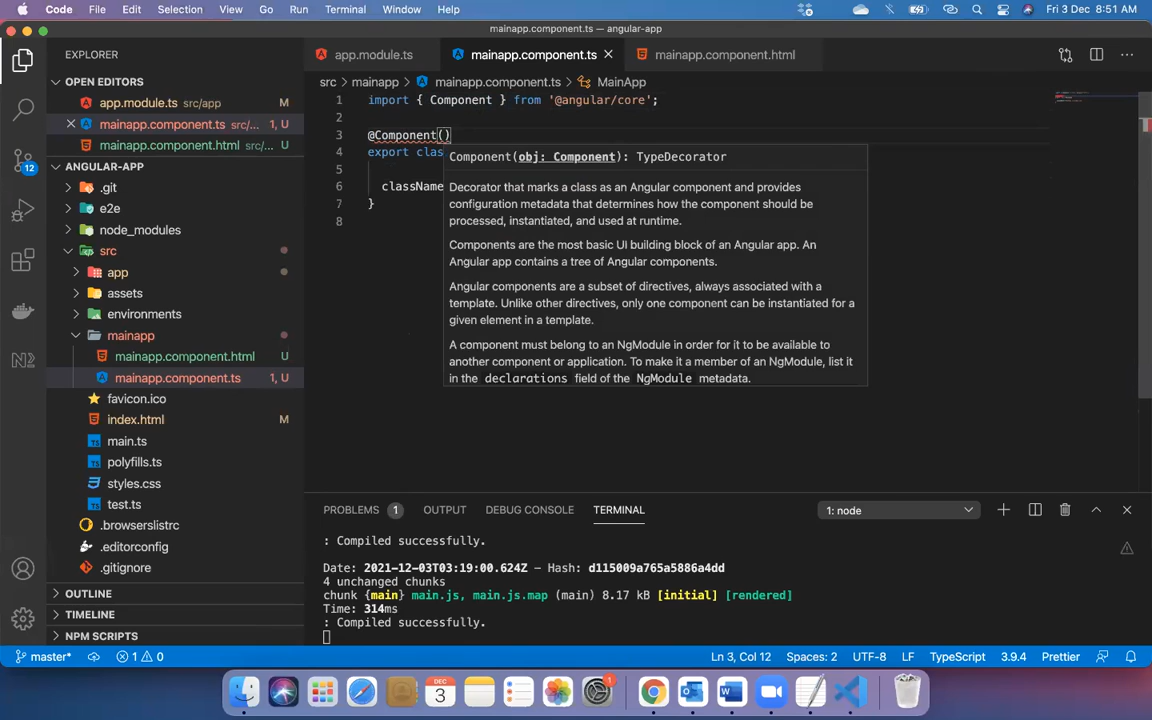 Code File Edit Selection View Go Run Terminal Window Help Fri 3 Dec 8:51 AM
mainapp.component.ts — angular-app
EXPLORER
app.module.ts mainapp.component.ts mainapp.component.html
OPEN EDITORS
src › mainapp › mainapp.component.ts › MainApp
app.module.ts src/app M
mainapp.component.ts src/... 1, U
mainapp.component.html src/... U
ANGULAR-APP
.git
e2e
node_modules
src
app
assets
environments
mainapp
mainapp.component.html U
mainapp.component.ts 1, U
favicon.ico
index.html M
main.ts
polyfills.ts
styles.css
test.ts
.browserslistrc
.editorconfig
.gitignore
OUTLINE
TIMELINE
NPM SCRIPTS
12
1 import { Component } from '@angular/core';
2
3 @Component()
4 export clas
5
6 className
7 }
8
Component(obj: Component): TypeDecorator
Decorator that marks a class as an Angular component and provides
configuration metadata that determines how the component should be
processed, instantiated, and used at runtime.
Components are the most basic UI building block of an Angular app. An
Angular app contains a tree of Angular components.
Angular components are a subset of directives, always associated with a
template. Unlike other directives, only one component can be instantiated for a
given element in a template.
A component must belong to an NgModule in order for it to be available to
another component or application. To make it a member of an NgModule, list it
in the declarations field of the NgModule metadata.
PROBLEMS 1 OUTPUT DEBUG CONSOLE TERMINAL 1: node
: Compiled successfully.
Date: 2021-12-03T03:19:00.624Z – Hash: d115009a765a5886a4dd
4 unchanged chunks
chunk {main} main.js, main.js.map (main) 8.17 kB [initial] [rendered]
Time: 314ms
: Compiled successfully.
master* 1 0 Ln 3, Col 12 Spaces: 2 UTF-8 LF TypeScript 3.9.4 Prettier
DEC
3
1